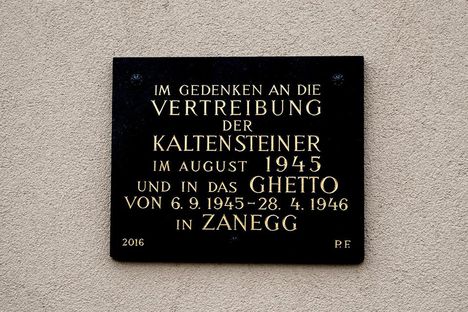 IM GEDENKEN AN DIE
VERTREIBUNG
DER
KALTENSTEINER
IM AUGUST 1945
UND IN DAS GHETTO
VON 6. 9. 1945 - 28. 4. 1946
IN ZANEGG
2016 P.F.